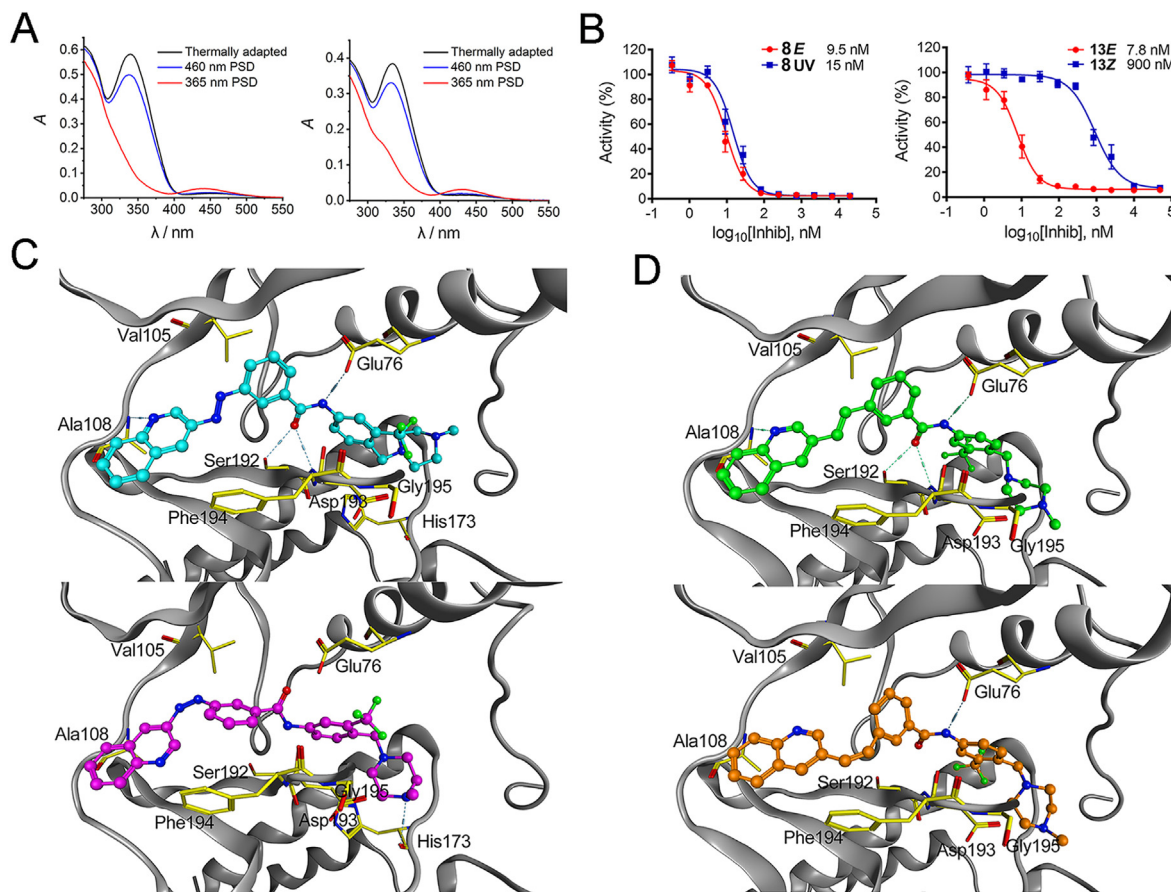 A
Thermally adapted
460 nm PSD
365 nm PSD
0.6
0.5
0.4
0.3
0.2
0.1
0.0
A
300 350 400 450 500 550
λ / nm
Thermally adapted
460 nm PSD
365 nm PSD
0.4
0.3
0.2
0.1
0.0
A
300 350 400 450 500 550
λ / nm
B
8 E 9.5 nM
8 UV 15 nM
120
100
80
60
40
20
0
Activity (%)
-1 0 1 2 3 4 5
log10[Inhib], nM
13E 7.8 nM
13Z 900 nM
120
100
80
60
40
20
0
Activity (%)
-1 0 1 2 3 4 5
log10[Inhib], nM
C
Val105
Glu76
Ala108
Ser192
Asp193
Gly195
Phe194
His173
Val105
Glu76
Ala108
Ser192
Gly195
Phe194
Asp193
His173
D
Val105
Glu76
Ala108
Ser192
Phe194
Asp193
Gly195
Val105
Glu76
Ala108
Ser192
Phe194
Asp193
Gly195